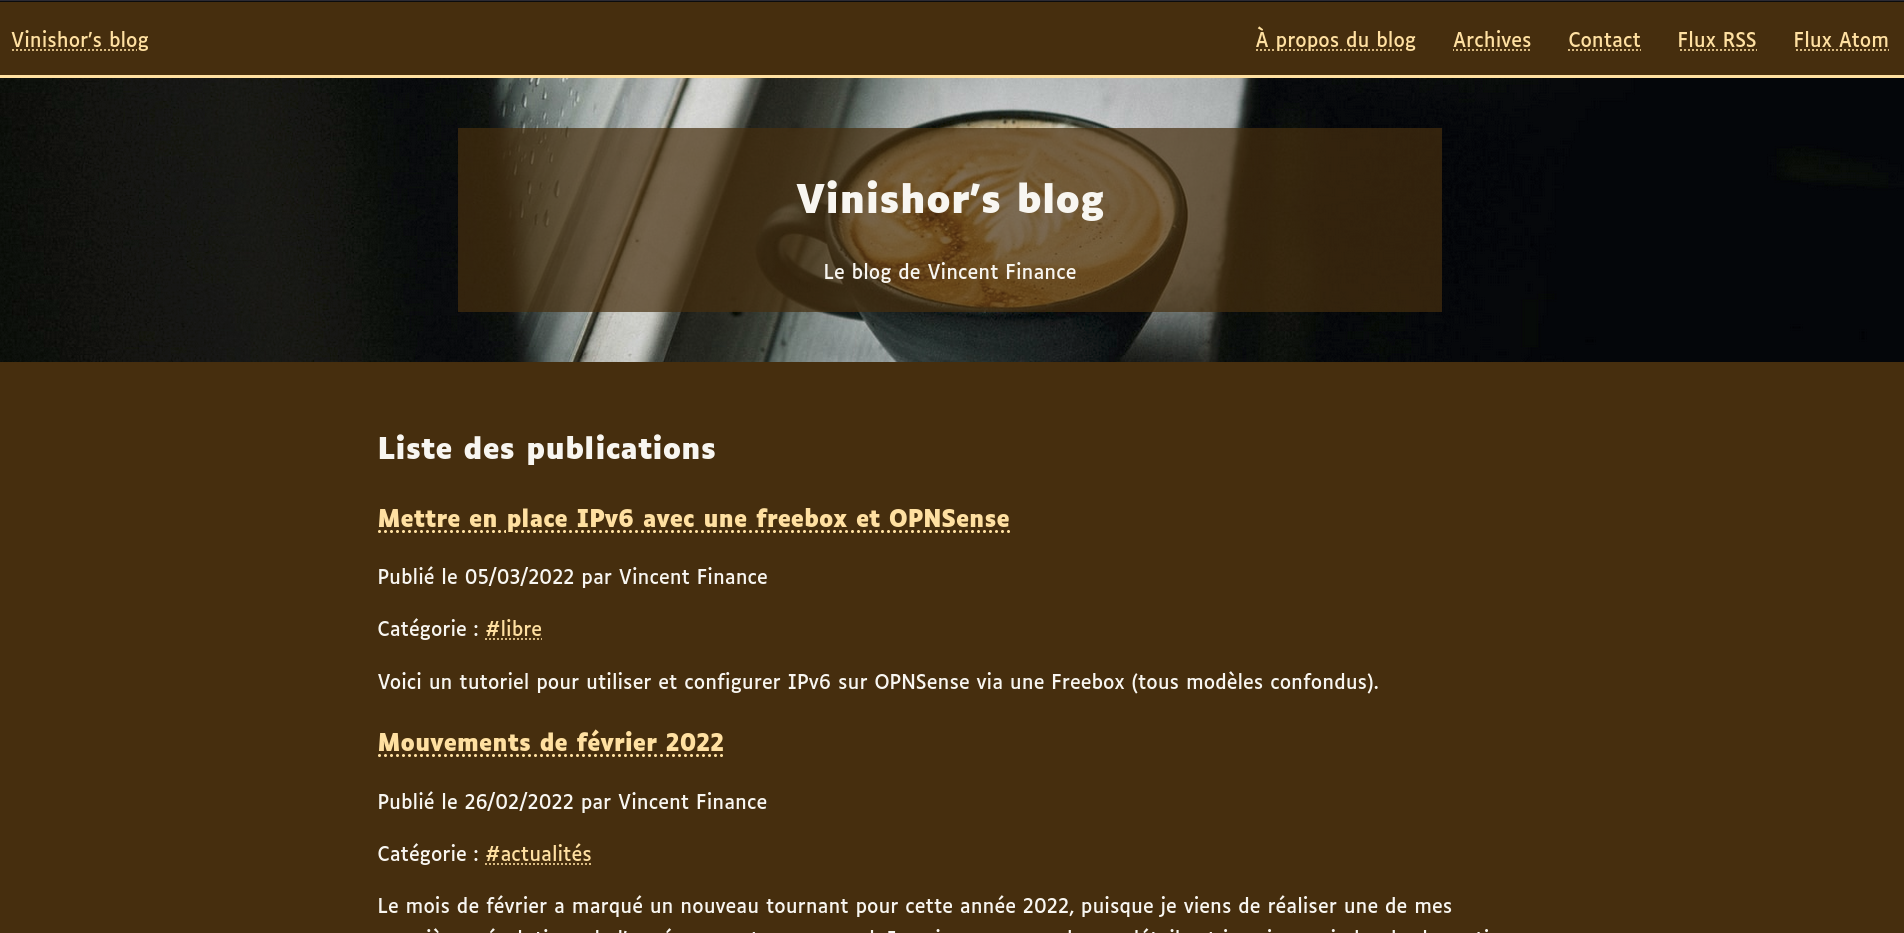 Vinishor's blog
À propos du blog Archives Contact Flux RSS Flux Atom
Vinishor's blog
Le blog de Vincent Finance
Liste des publications
Mettre en place IPv6 avec une freebox et OPNSense
Publié le 05/03/2022 par Vincent Finance
Catégorie : #libre
Voici un tutoriel pour utiliser et configurer IPv6 sur OPNSense via une Freebox (tous modèles confondus).
Mouvements de février 2022
Publié le 26/02/2022 par Vincent Finance
Catégorie : #actualités
Le mois de février a marqué un nouveau tournant pour cette année 2022, puisque je viens de réaliser une de mes